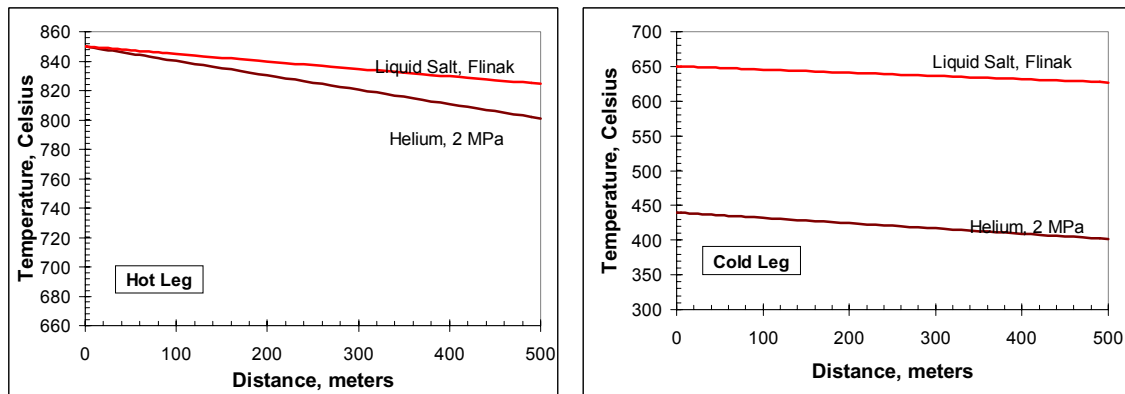 860
840
820
800
780
760
740
720
700
680
660
Temperature, Celsius
Liquid Salt, Flinak
Helium, 2 MPa
Hot Leg
0 100 200 300 400 500
Distance, meters
700
650
600
550
500
450
400
350
300
Temperature, Celsius
Liquid Salt, Flinak
Helium, 2 MPa
Cold Leg
0 100 200 300 400 500
Distance, meters